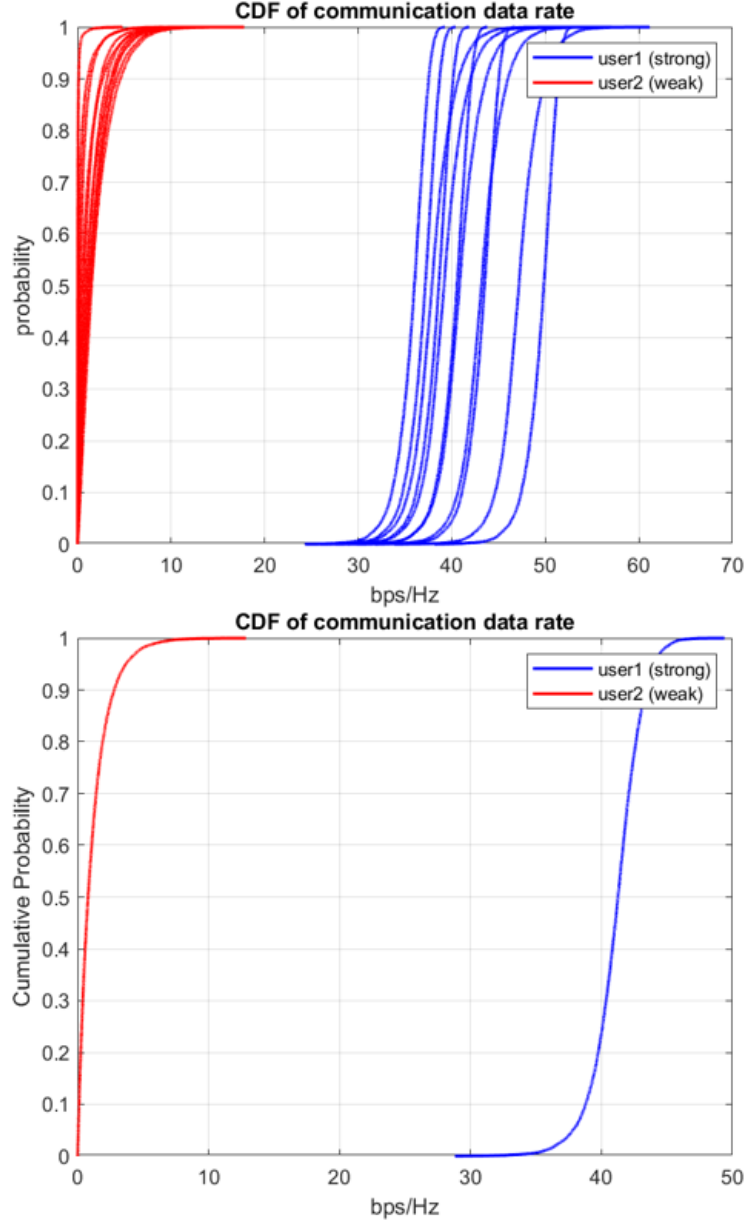 CDF of communication data rate
1
0.9
0.8
0.7
0.6
0.5
0.4
0.3
0.2
0.1
0
probability
user1 (strong)
user2 (weak)
0 10 20 30 40 50 60 70
bps/Hz
CDF of communication data rate
1
0.9
0.8
0.7
0.6
0.5
0.4
0.3
0.2
0.1
0
Cumulative Probability
user1 (strong)
user2 (weak)
0 10 20 30 40 50
bps/Hz